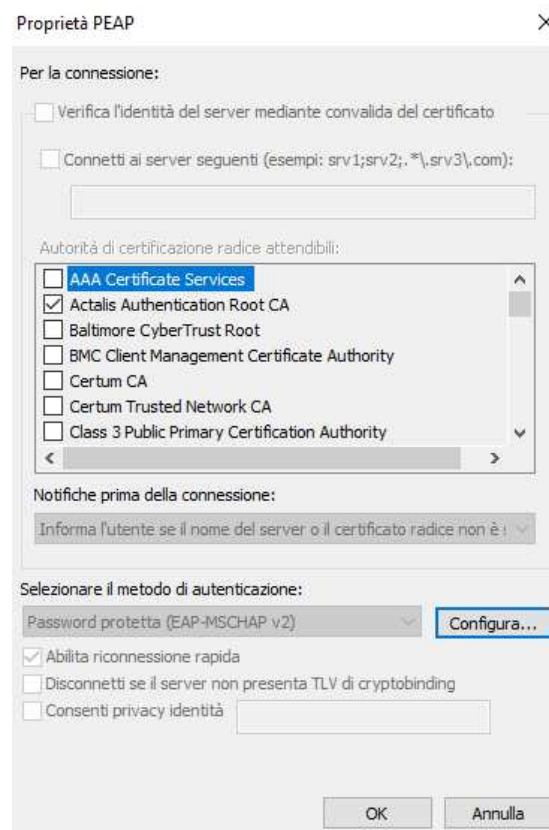 Proprietà PEAP
Per la connessione:
Verifica l'identità del server mediante convalida del certificato
Connetti ai server seguenti (esempi: srv1;srv2;.*\.srv3\.com):
Autorità di certificazione radice attendibili:
AAA Certificate Services
Actalis Authentication Root CA
Baltimore CyberTrust Root
BMC Client Management Certificate Authority
Certum CA
Certum Trusted Network CA
Class 3 Public Primary Certification Authority
Notifiche prima della connessione:
Informa l'utente se il nome del server o il certificato radice non è
Selezionare il metodo di autenticazione:
Password protetta (EAP-MSCHAP v2)
Configura...
Abilita riconnessione rapida
Disconnetti se il server non presenta TLV di cryptobinding
Consenti privacy identità
OK
Annulla